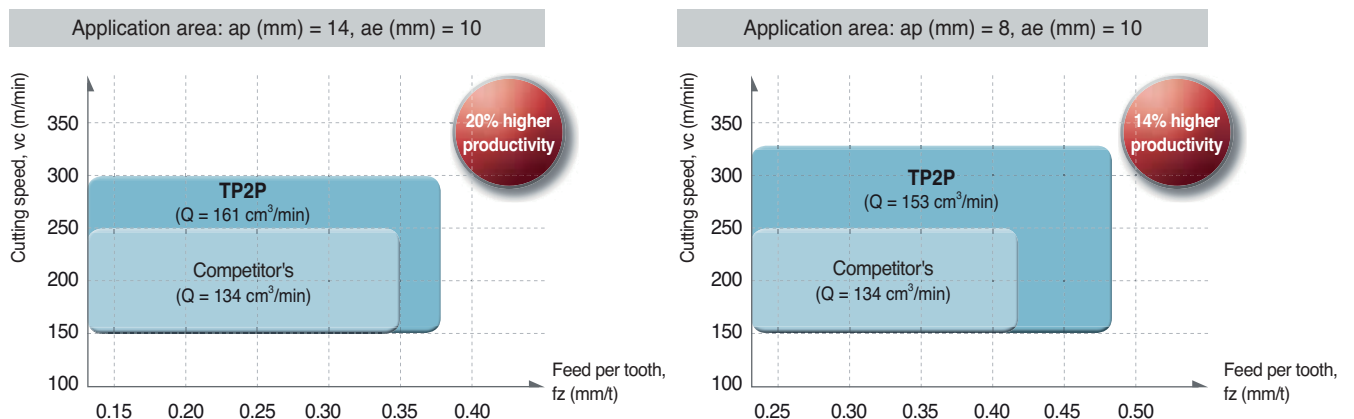 Application area: ap (mm) = 14, ae (mm) = 10
Cutting speed, vc (m/min)
350
300
250
200
150
100
20% higher
productivity
TP2P
(Q = 161 cm³/min)
Competitor's
(Q = 134 cm³/min)
Feed per tooth,
fz (mm/t)
0.15 0.20 0.25 0.30 0.35 0.40
Application area: ap (mm) = 8, ae (mm) = 10
Cutting speed, vc (m/min)
350
300
250
200
150
100
14% higher
productivity
TP2P
(Q = 153 cm³/min)
Competitor's
(Q = 134 cm³/min)
Feed per tooth,
fz (mm/t)
0.25 0.30 0.35 0.40 0.45 0.50